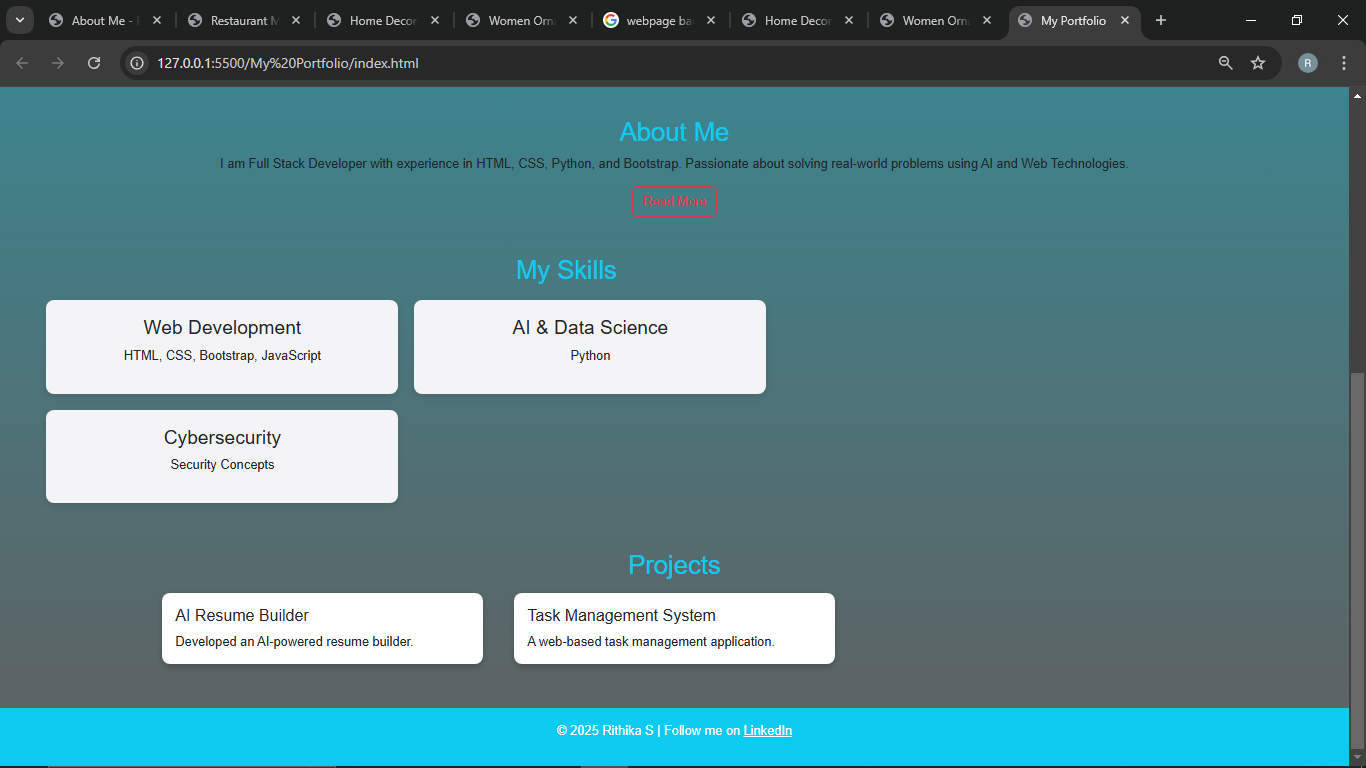 About Me -
Restaurant M
Home Decor
Women Orna
webpage ba
Home Decor
Women Orna
My Portfolio
127.0.0.1:5500/My%20Portfolio/index.html
R
About Me
I am Full Stack Developer with experience in HTML, CSS, Python, and Bootstrap. Passionate about solving real-world problems using AI and Web Technologies.
Read More
My Skills
Web Development
HTML, CSS, Bootstrap, JavaScript
AI & Data Science
Python
Cybersecurity
Security Concepts
Projects
AI Resume Builder
Developed an AI-powered resume builder.
Task Management System
A web-based task management application.
© 2025 Rithika S | Follow me on LinkedIn